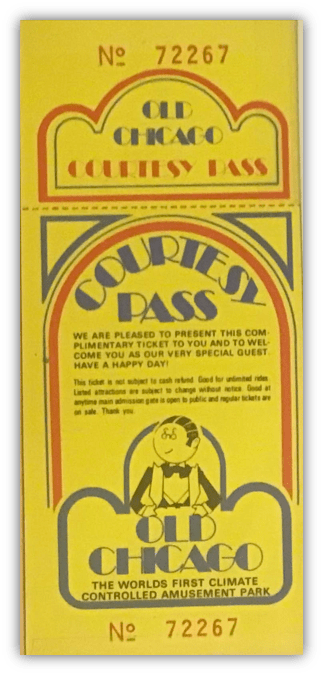 Nº 72267
OLD
CHICAGO
COURTESY PASS
COURTESY
PASS
WE ARE PLEASED TO PRESENT THIS COM-
PLIMENTARY TICKET TO YOU AND TO WEL-
COME YOU AS OUR VERY SPECIAL GUEST.
HAVE A HAPPY DAY!
This ticket is not subject to cash refund. Good for unlimited rides.
Listed attractions are subject to change without notice. Good at
anytime main admission gate is open to public and regular tickets are
on sale. Thank you.
OLD
CHICAGO
THE WORLDS FIRST CLIMATE
CONTROLLED AMUSEMENT PARK
Nº 72267